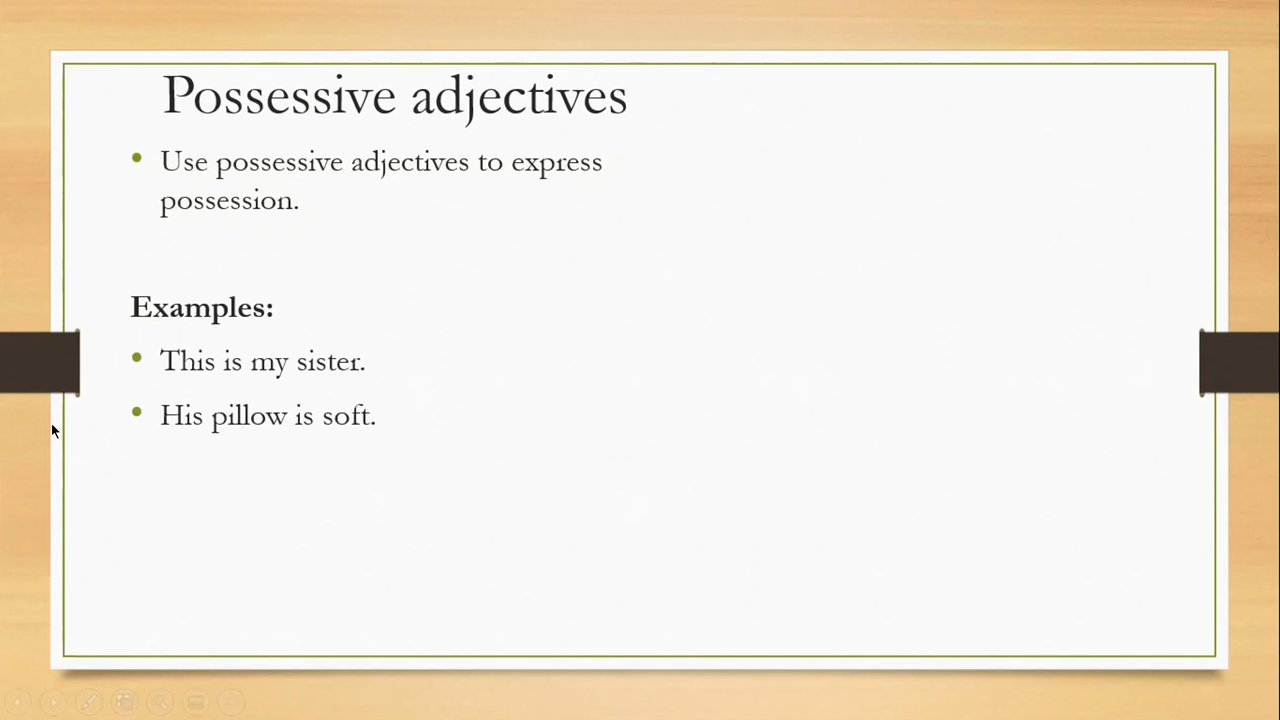 Possessive adjectives
Use possessive adjectives to express
possession.
Examples:
This is my sister.
His pillow is soft.